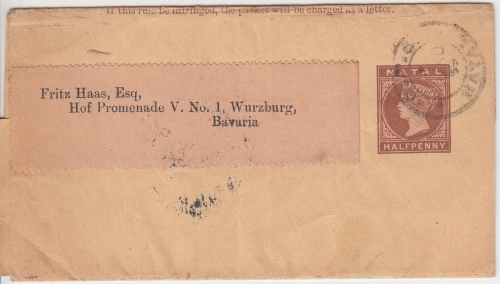 If this rule be infringed, the packet will be charged as a letter.
Fritz Haas, Esq,
Hof Promenade V. No. 1, Wurzburg,
Bavaria
NATAL
HALFPENNY